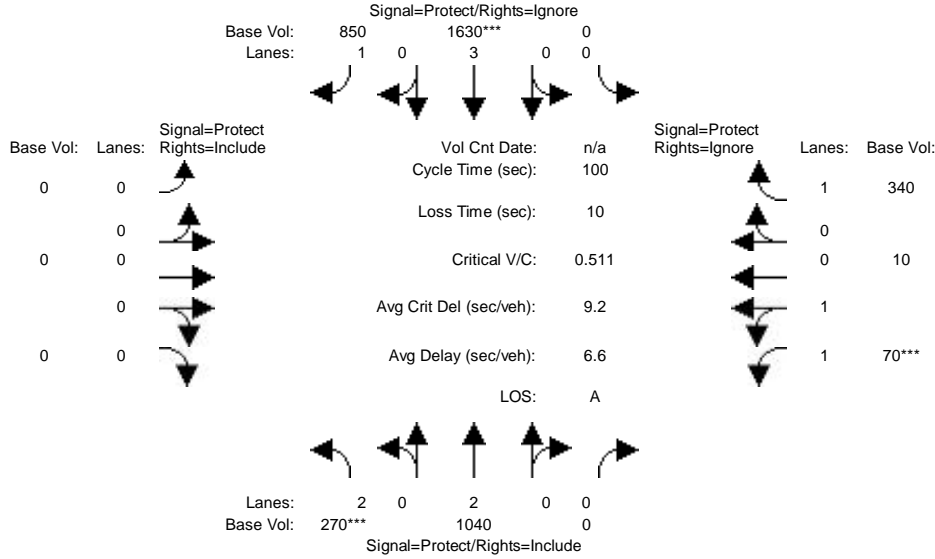 Signal=Protect/Rights=Ignore
Base Vol: 850 1630*** 0
Lanes: 1 0 3 0 0
Signal=Protect
Rights=Include
Signal=Protect
Rights=Ignore
Base Vol: Lanes:
Vol Cnt Date: n/a
Lanes: Base Vol:
Cycle Time (sec): 100
0 0
1 340
Loss Time (sec): 10
0
0
0 0
Critical V/C: 0.511
0 10
0
Avg Crit Del (sec/veh): 9.2
1
0 0
Avg Delay (sec/veh): 6.6
1 70***
LOS: A
Lanes: 2 0 2 0 0
Base Vol: 270*** 1040 0
Signal=Protect/Rights=Include